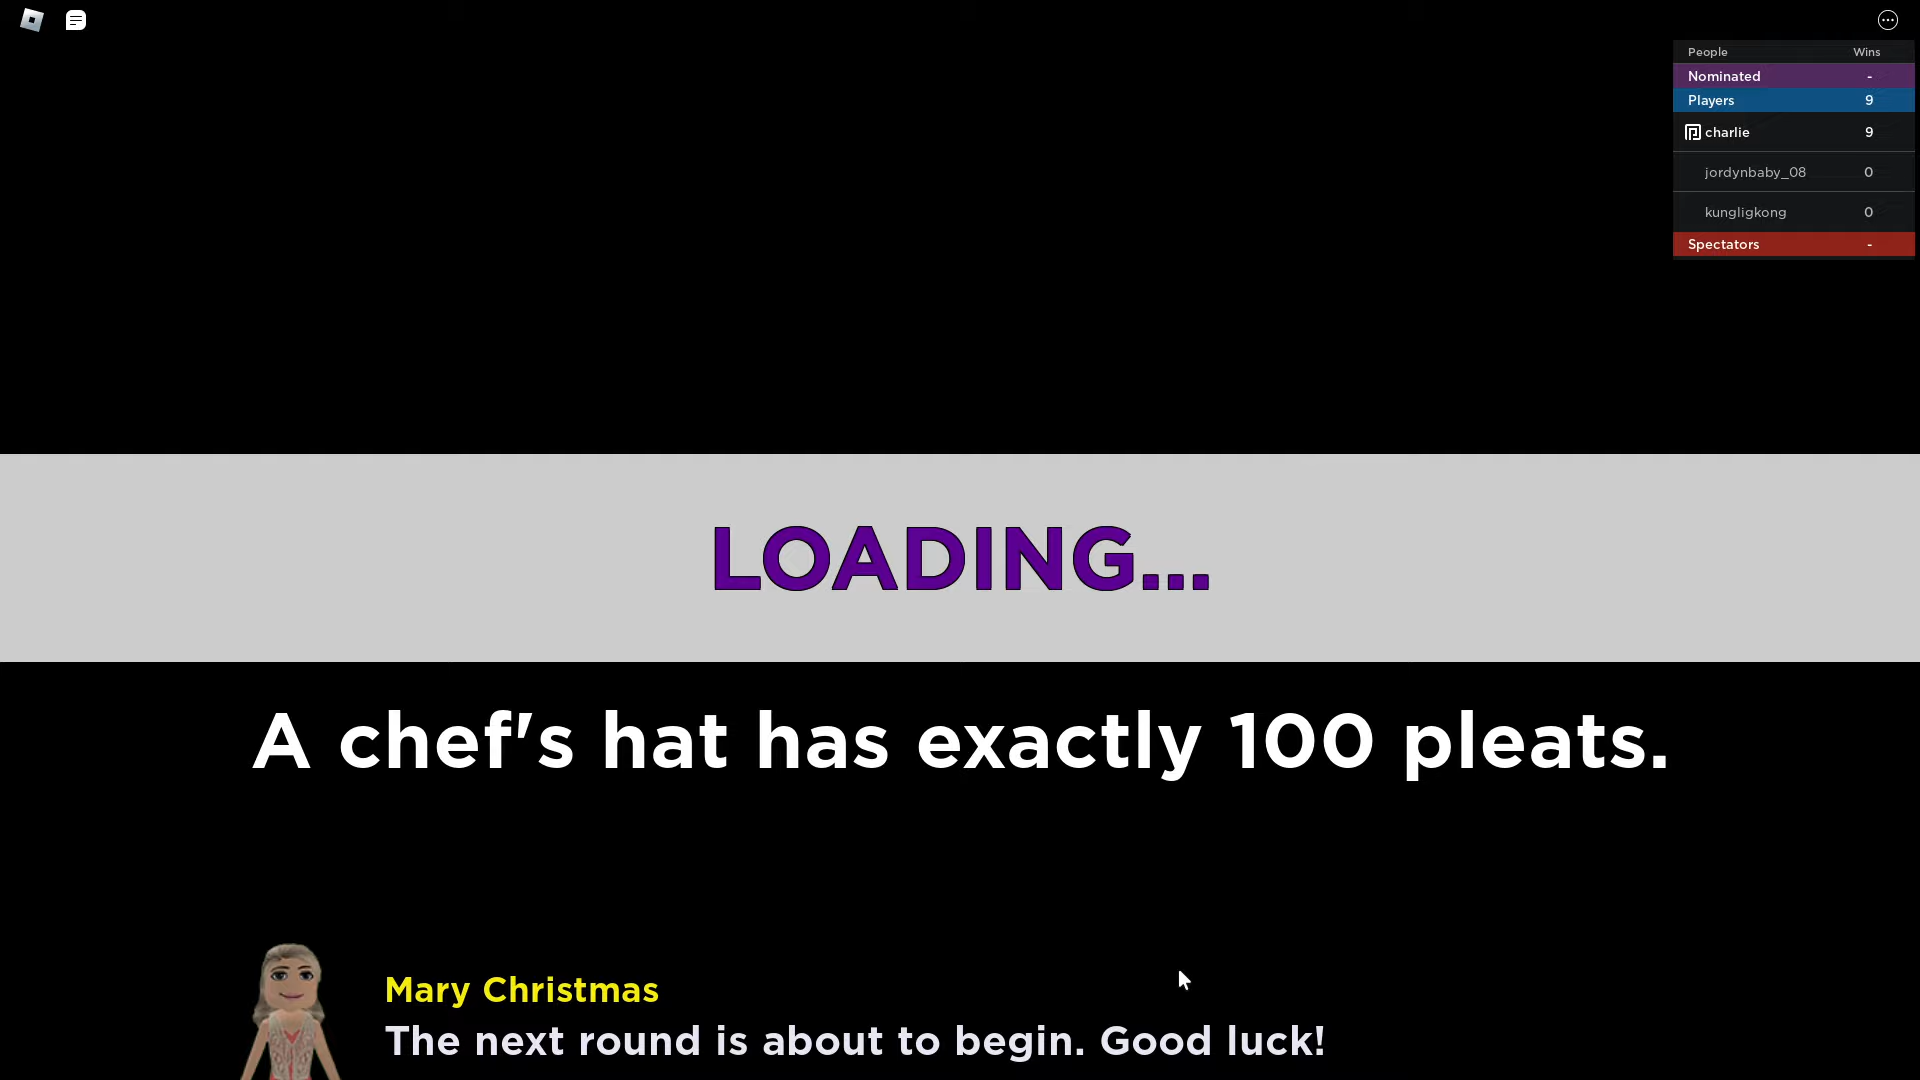 People Wins
Nominated -
Players 9
charlie 9
jordynbaby_08 0
kungligkong 0
Spectators -
LOADING...
A chef's hat has exactly 100 pleats.
Mary Christmas
The next round is about to begin. Good luck!